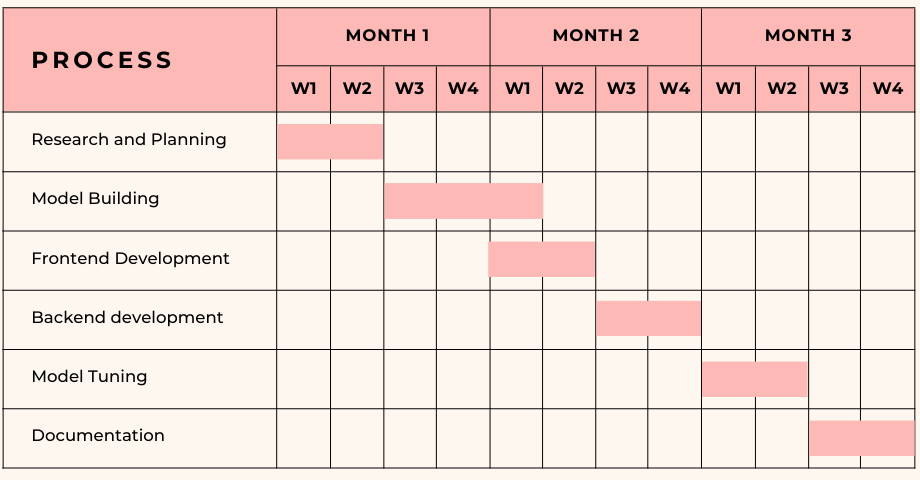 PROCESS
MONTH 1 MONTH 2 MONTH 3
W1 W2 W3 W4 W1 W2 W3 W4 W1 W2 W3 W4
Research and Planning
Model Building
Frontend Development
Backend development
Model Tuning
Documentation